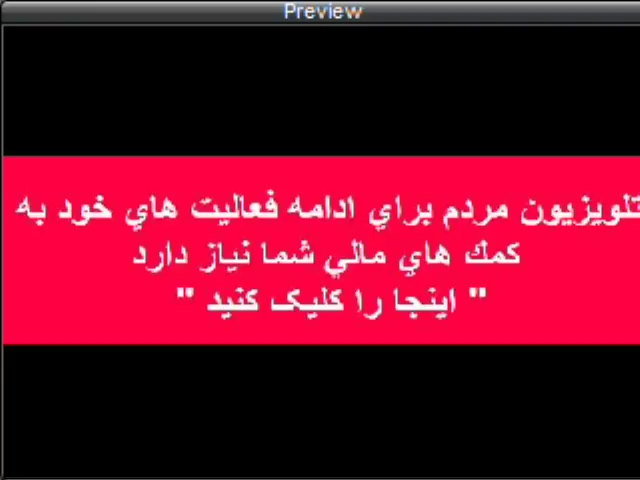 Preview
تلويزيون مردم براي ادامه فعاليت هاي خود به
كمك هاي مالي شما نياز دارد
" اينجا را كليک كنيد "